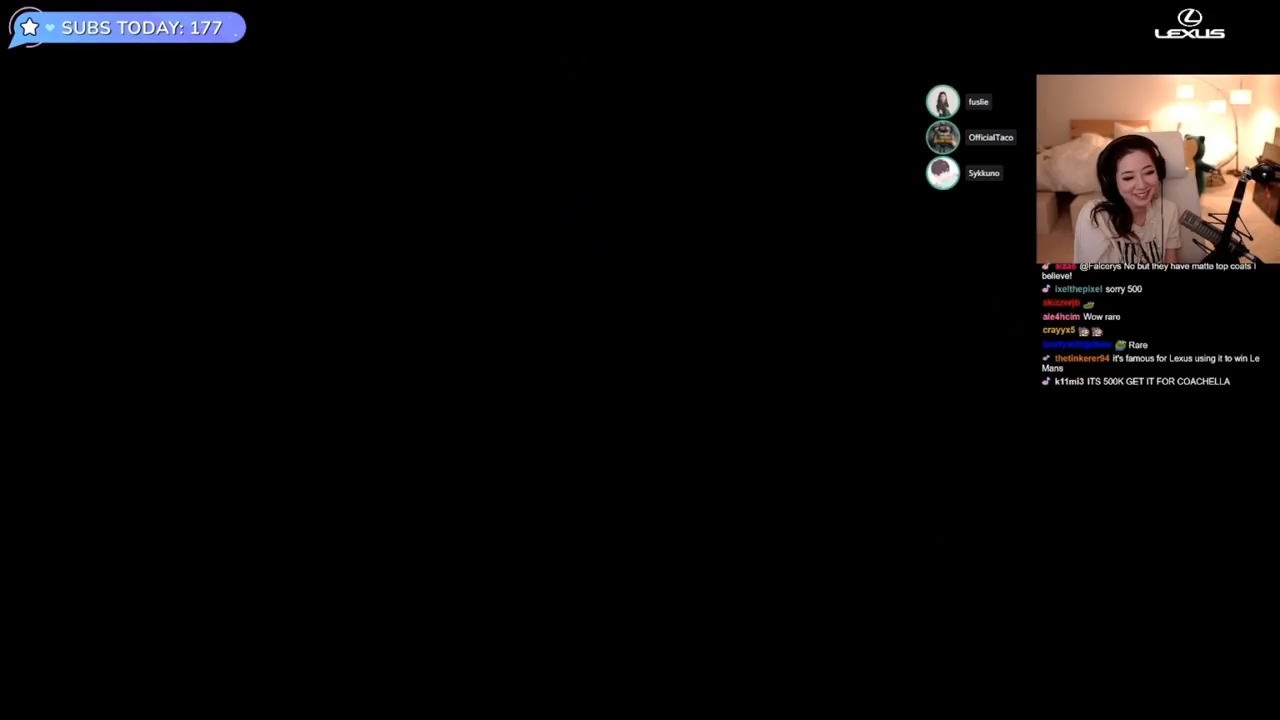 SUBS TODAY: 177
LEXUS
fuslie
OfficialTaco
Sykkuno
@Falcerys No but they have matte top coats I
believe!
ixelthepixel sorry 500
ale4hcim Wow rare
crayyx5
Rare
thetinkerer94 it's famous for Lexus using it to win Le
Mans
k11mi3 ITS 500K GET IT FOR COACHELLA